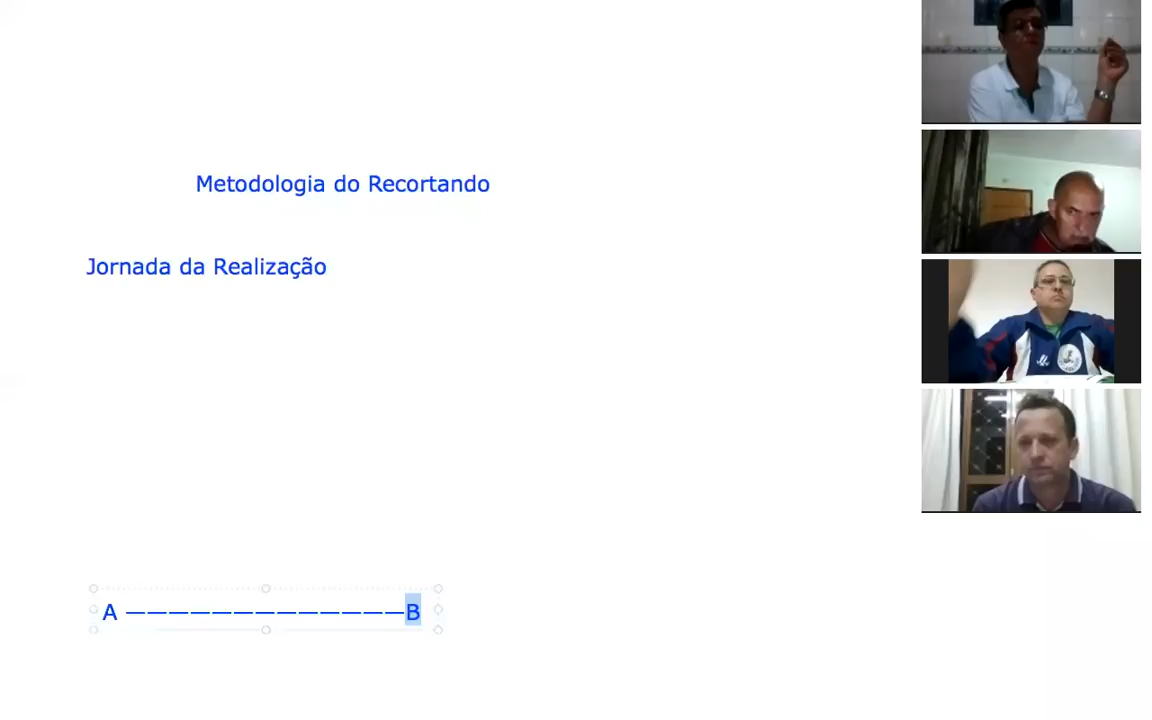 Metodologia do Recortando
Jornada da Realização
A —————————————B